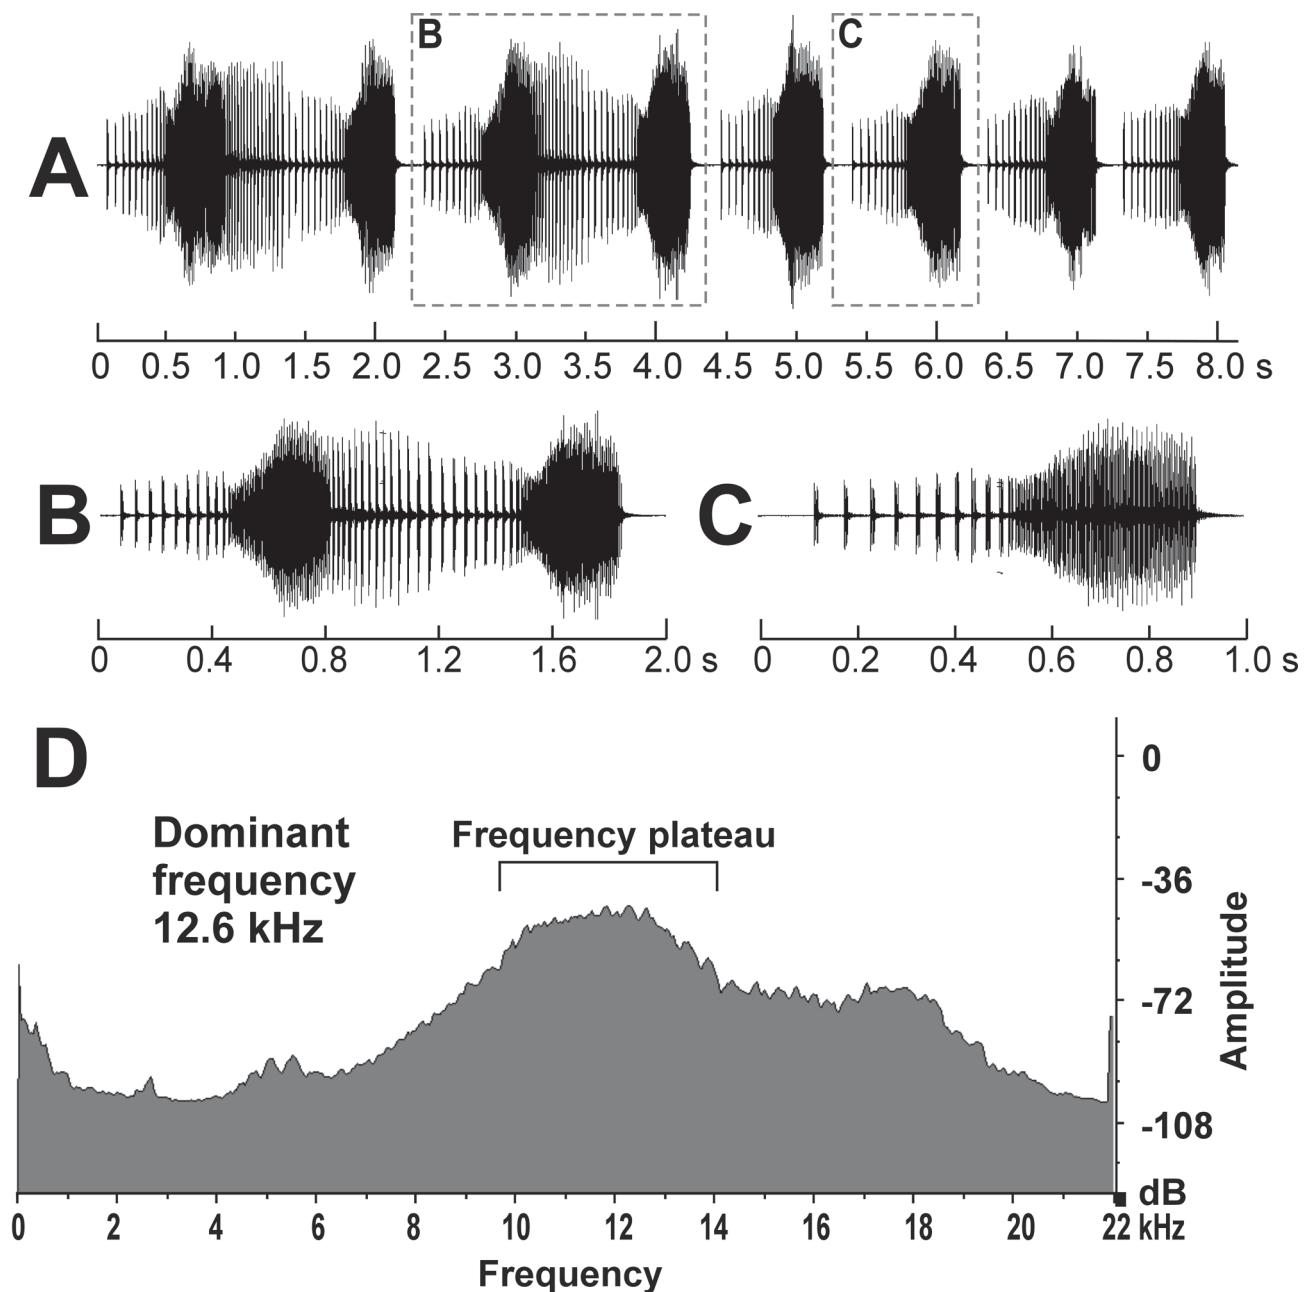 B
C
A
0 0.5 1.0 1.5 2.0 2.5 3.0 3.5 4.0 4.5 5.0 5.5 6.0 6.5 7.0 7.5 8.0 s
B
C
0 0.4 0.8 1.2 1.6 2.0 s
0 0.2 0.4 0.6 0.8 1.0 s
D
Dominant
frequency
12.6 kHz
Frequency plateau
0
-36
-72
-108
dB
Amplitude
0 2 4 6 8 10 12 14 16 18 20 22 kHz
Frequency